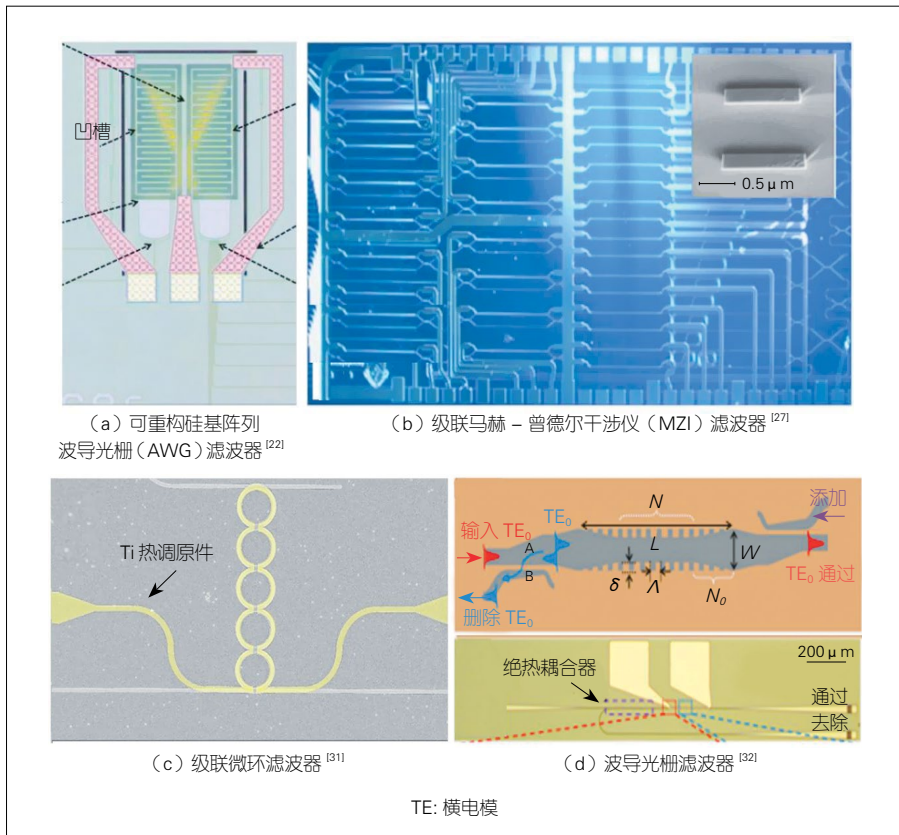 凹槽
0.5 μm
（a）可重构硅基阵列
波导光栅（AWG）滤波器 [22]
（b）级联马赫－曾德尔干涉仪（MZI）滤波器 [27]
Ti 热调原件
（c）级联微环滤波器 [31]
N
添加
TE₀
输入 TE₀
A
L
W
B
δ
Λ
N₀
TE₀ 通过
删除 TE₀
200 μm
绝热耦合器
通过
去除
（d）波导光栅滤波器 [32]
TE: 横电模